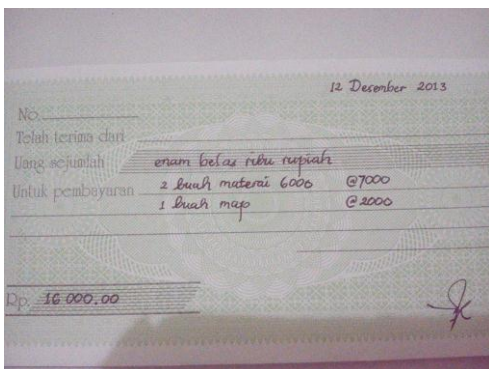 12 Desember 2013
No.
Telah terima dari
Uang sejumlah enam belas ribu rupiah
Untuk pembayaran 2 buah materai 6000 @7000
1 buah map @2000
Rp. 16 000.00